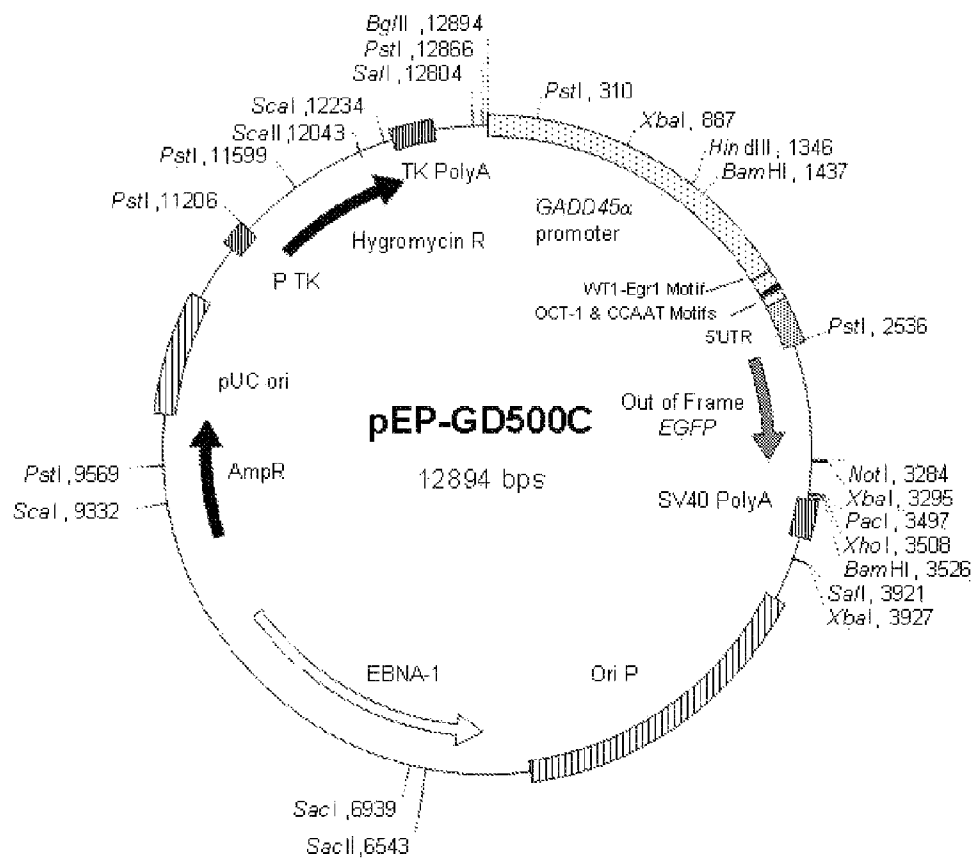 BglII ,12894
PstI ,12866
SalI ,12804
ScaI ,12234
ScaII 12043
PstI ,11599
PstI ,11206
PstI, 310
XbaI, 887
HindIII, 1346
BamHI, 1437
TK PolyA
Hygromycin R
P TK
GADD45α
promoter
WT1-Egr1 Motif
OCT-1 & CCAAT Motifs
5'UTR
PstI, 2536
pUC ori
Out of Frame
EGFP
pEP-GD500C
12894 bps
AmpR
PstI, 9569
ScaI, 9332
SV40 PolyA
NotI, 3284
XbaI, 3295
PacI, 3497
XhoI, 3508
BamHI, 3526
SalI, 3921
XbaI, 3927
EBNA-1
Ori P
SacI ,6939
SacII,6543